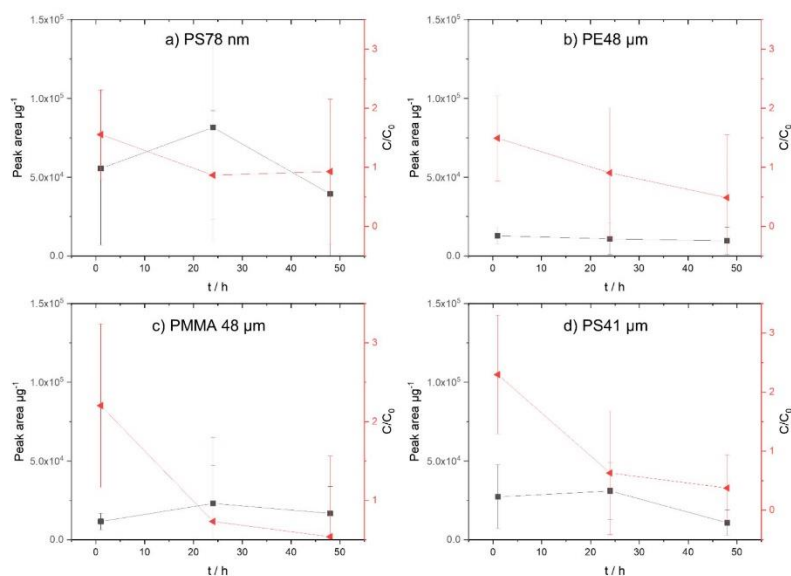 a) PS78 nm
Peak area µg⁻¹
1.5x10⁵
1.0x10⁵
5.0x10⁴
0.0
C/C₀
3
2
1
0
0 10 20 30 40 50
t / h
b) PE48 µm
Peak area µg⁻¹
1.5x10⁵
1.0x10⁵
5.0x10⁴
0.0
C/C₀
3
2
1
0
0 10 20 30 40 50
t / h
c) PMMA 48 µm
Peak area µg⁻¹
1.5x10⁵
1.0x10⁵
5.0x10⁴
0.0
C/C₀
3
2
1
0 10 20 30 40 50
t / h
d) PS41 µm
Peak area µg⁻¹
1.5x10⁵
1.0x10⁵
5.0x10⁴
0.0
C/C₀
3
2
1
0
0 10 20 30 40 50
t / h